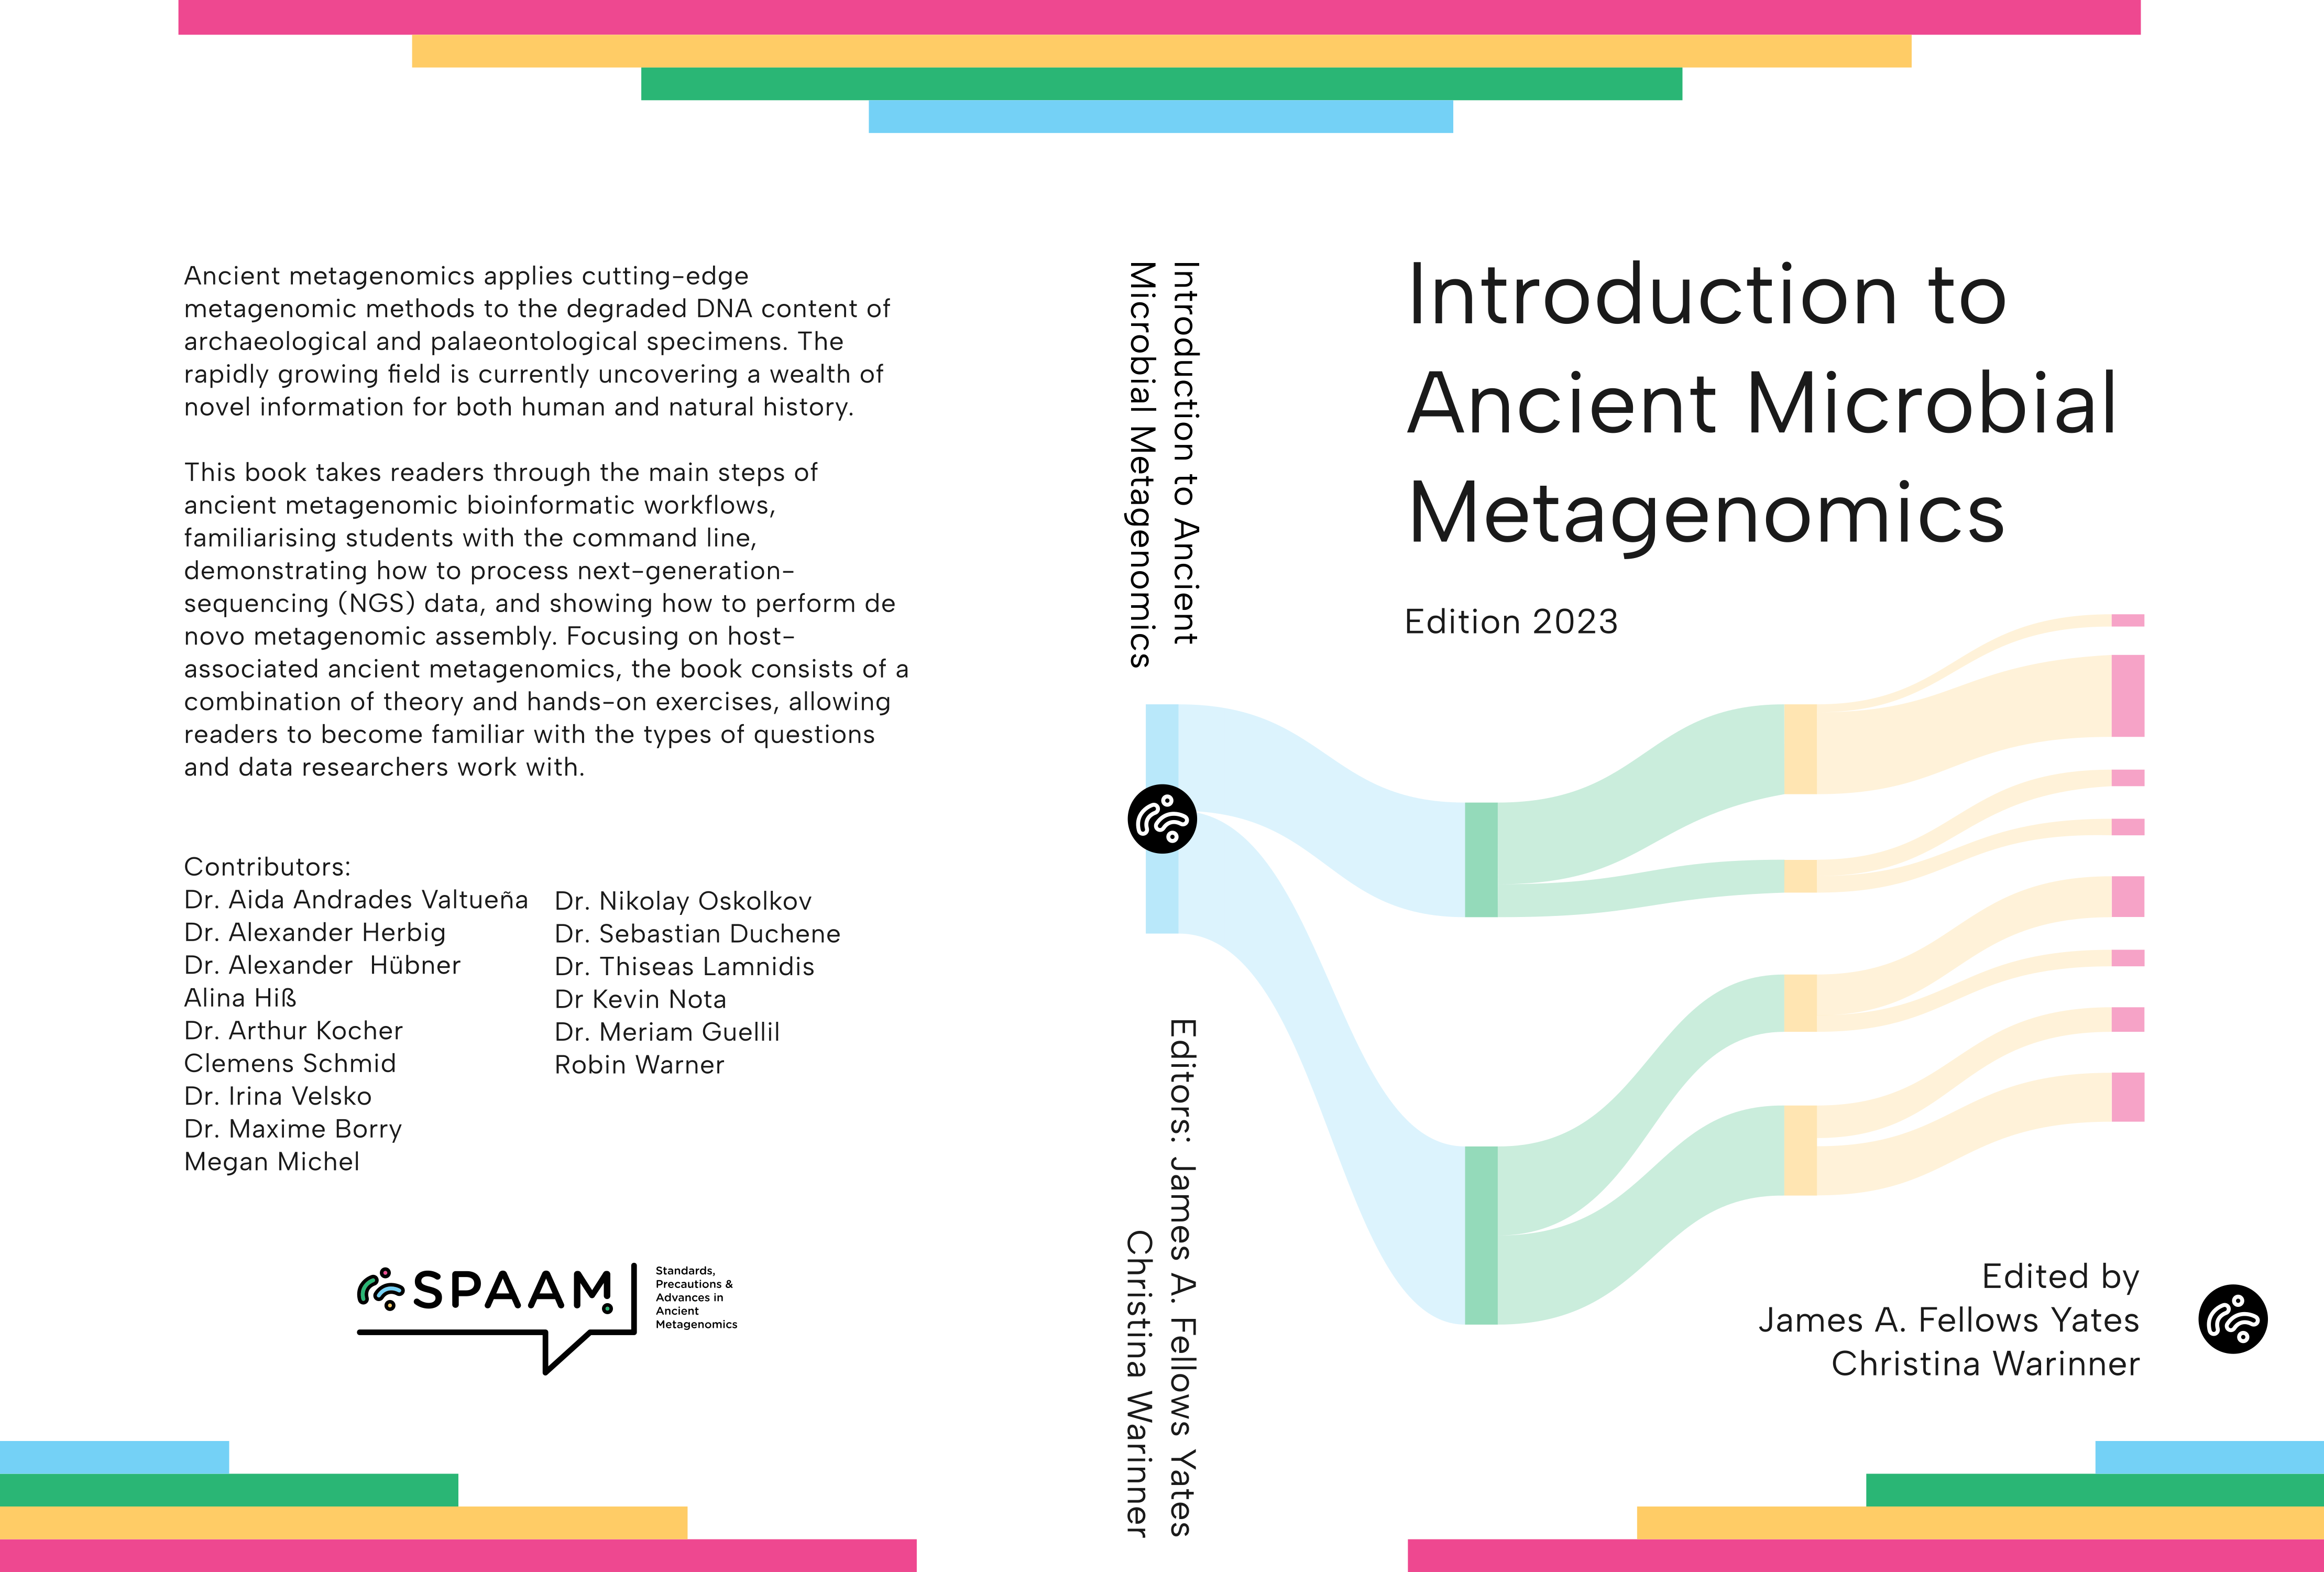 Ancient metagenomics applies cutting-edge
metagenomic methods to the degraded DNA content of
archaeological and palaeontological specimens. The
rapidly growing field is currently uncovering a wealth of
novel information for both human and natural history.
This book takes readers through the main steps of
ancient metagenomic bioinformatic workflows,
familiarising students with the command line,
demonstrating how to process next-generation-
sequencing (NGS) data, and showing how to perform de
novo metagenomic assembly. Focusing on host-
associated ancient metagenomics, the book consists of a
combination of theory and hands-on exercises, allowing
readers to become familiar with the types of questions
and data researchers work with.
Contributors:
Dr. Aida Andrades Valtueña
Dr. Alexander Herbig
Dr. Alexander  Hübner
Alina Hiß
Dr. Arthur Kocher
Clemens Schmid
Dr. Irina Velsko
Dr. Maxime Borry
Megan Michel
Dr. Nikolay Oskolkov
Dr. Sebastian Duchene
Dr. Thiseas Lamnidis
Dr Kevin Nota
Dr. Meriam Guellil
Robin Warner
SPAAM
Standards,
Precautions &
Advances in
Ancient
Metagenomics
Introduction to Ancient
Microbial Metagenomics
Editors: James A. Fellows Yates
Christina Warinner
Introduction to
Ancient Microbial
Metagenomics
Edition 2023
Edited by
James A. Fellows Yates
Christina Warinner